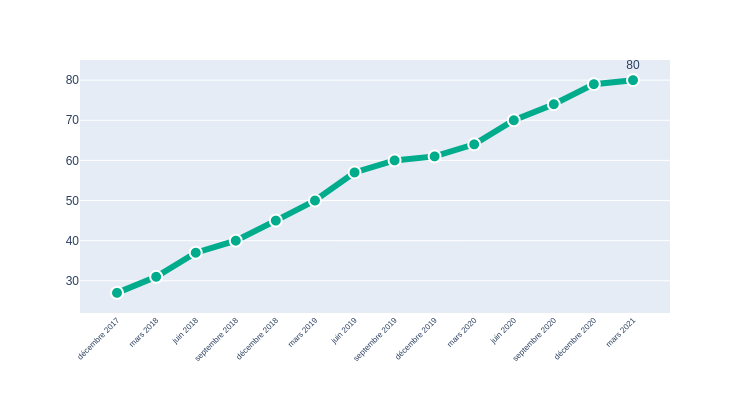 80
80
70
60
50
40
30
décembre 2017
mars 2018
juin 2018
septembre 2018
décembre 2018
mars 2019
juin 2019
septembre 2019
décembre 2019
mars 2020
juin 2020
septembre 2020
décembre 2020
mars 2021